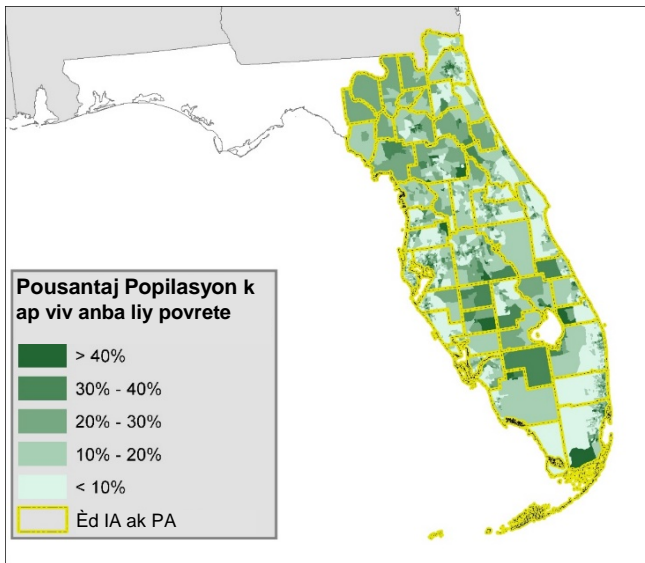 Pousantaj Popilasyon k
ap viv anba liy povrete
> 40%
30% - 40%
20% - 30%
10% - 20%
< 10%
Èd IA ak PA